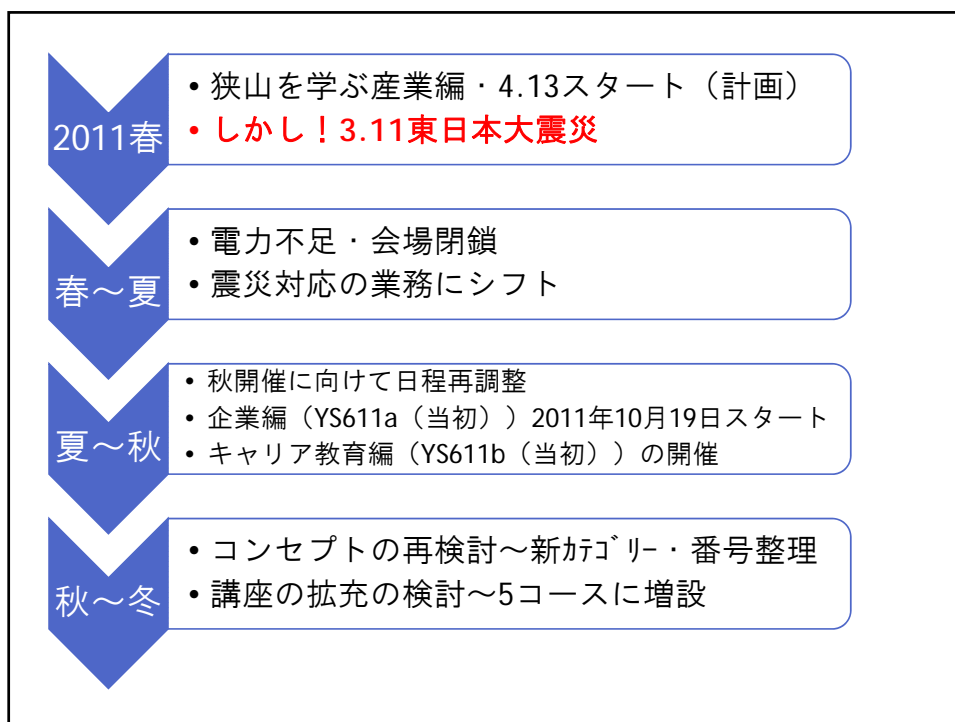 2011春
• 狭山を学ぶ産業編・4.13スタート（計画）
• しかし！3.11東日本大震災
春～夏
• 電力不足・会場閉鎖
• 震災対応の業務にシフト
夏～秋
• 秋開催に向けて日程再調整
• 企業編（YS611a（当初））2011年10月19日スタート
• キャリア教育編（YS611b（当初））の開催
秋～冬
• コンセプトの再検討～新ｶﾃｺﾞﾘｰ・番号整理
• 講座の拡充の検討～5コースに増設